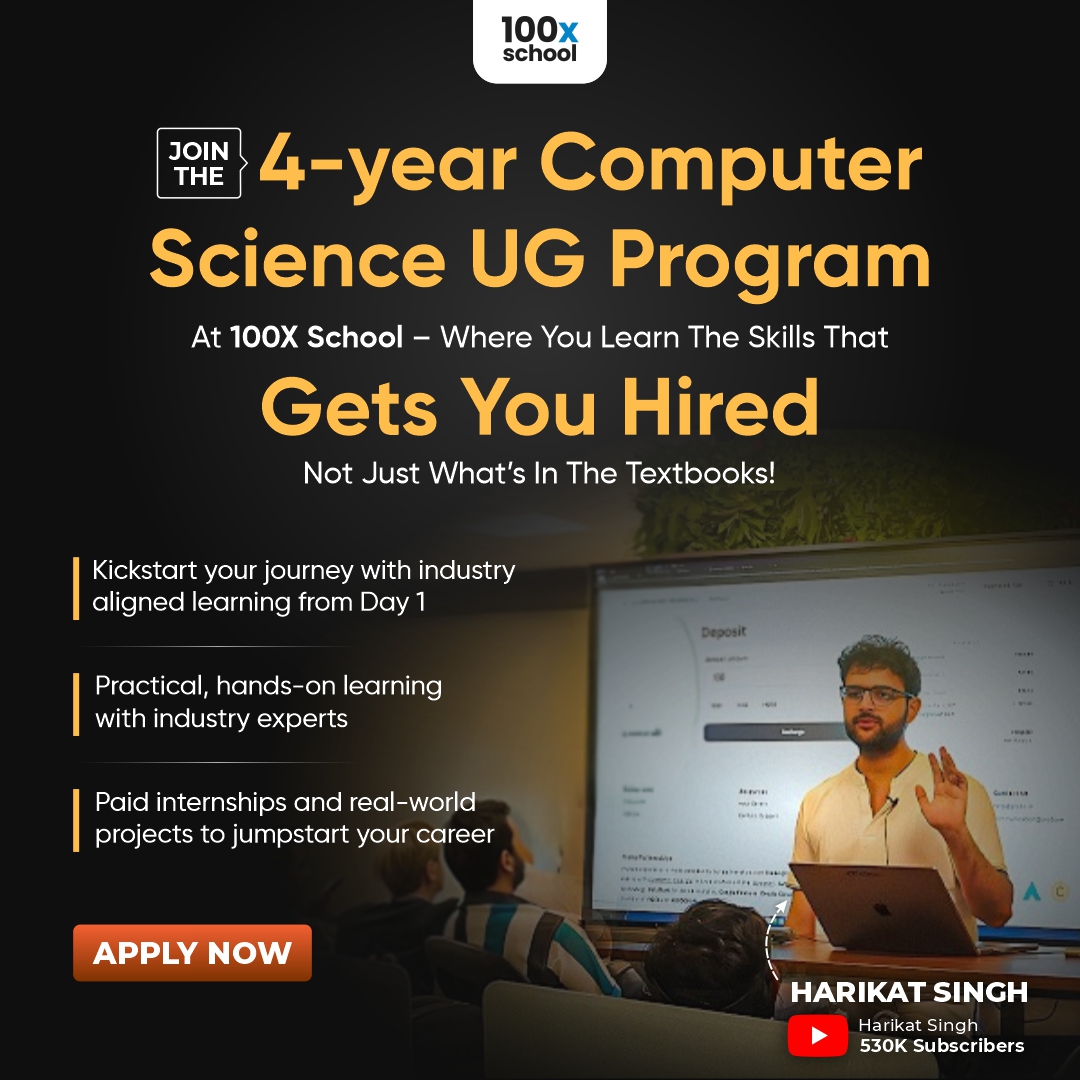 100x
school
JOIN
THE
4-year Computer
Science UG Program
At 100X School – Where You Learn The Skills That
Gets You Hired
Not Just What's In The Textbooks!
Kickstart your journey with industry
aligned learning from Day 1
Practical, hands-on learning
with industry experts
Paid internships and real-world
projects to jumpstart your career
APPLY NOW
Deposit
HARIKAT SINGH
Harikat Singh
530K Subscribers